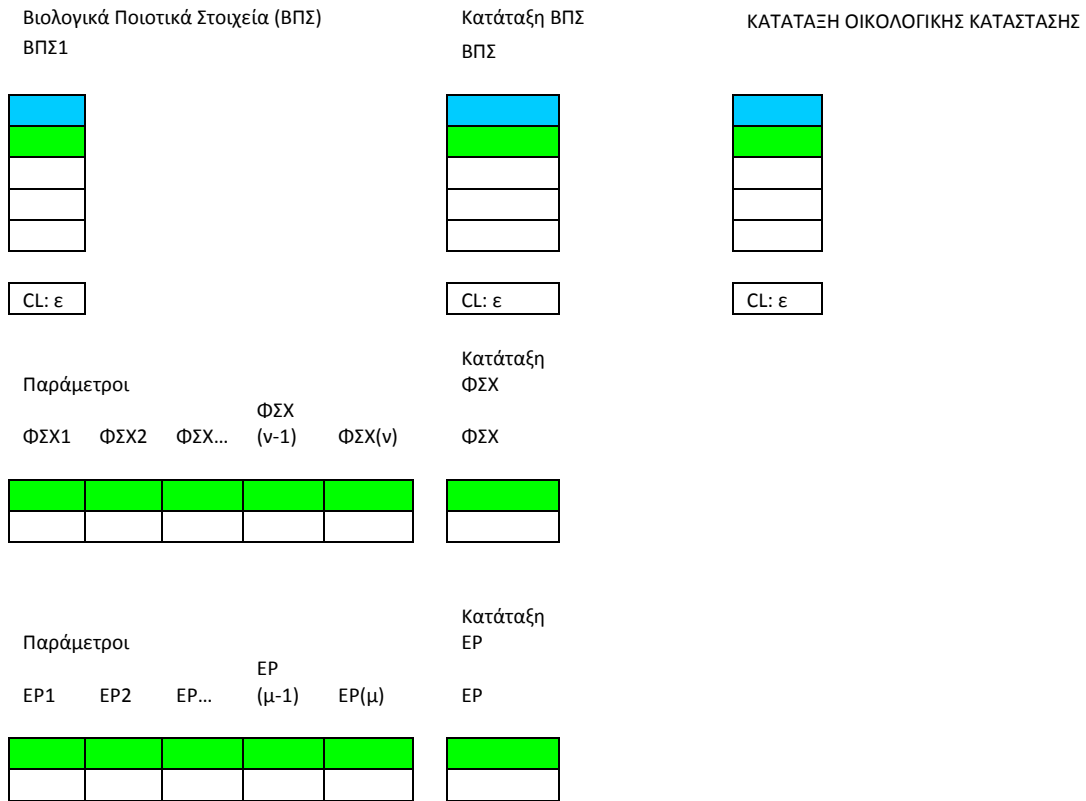 Βιολογικά Ποιοτικά Στοιχεία (ΒΠΣ)
Κατάταξη ΒΠΣ
ΚΑΤΑΤΑΞΗ ΟΙΚΟΛΟΓΙΚΗΣ ΚΑΤΑΣΤΑΣΗΣ
ΒΠΣ1
ΒΠΣ
CL: ε
CL: ε
CL: ε
Παράμετροι
Κατάταξη
ΦΣΧ
ΦΣΧ1
ΦΣΧ2
ΦΣΧ...
ΦΣΧ
(ν-1)
ΦΣΧ(ν)
ΦΣΧ
Παράμετροι
Κατάταξη
ΕΡ
ΕΡ1
ΕΡ2
ΕΡ...
ΕΡ
(μ-1)
ΕΡ(μ)
ΕΡ